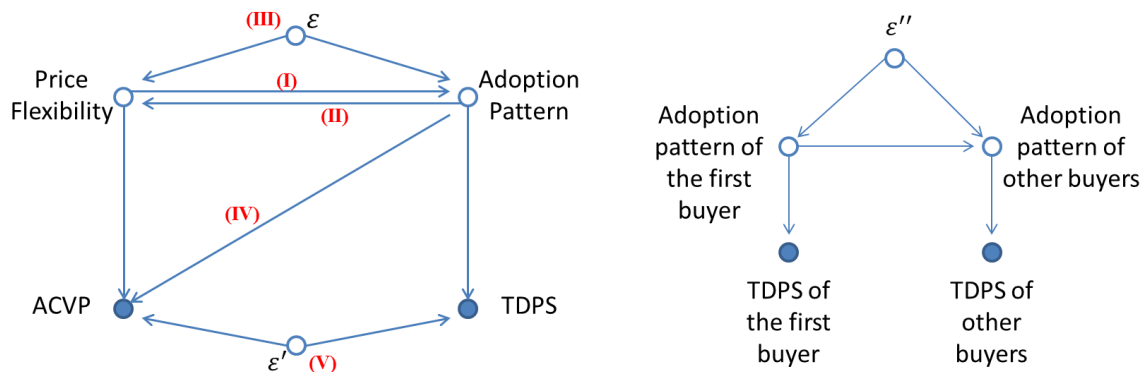 (III)
ε
Price
Flexibility
(I)
(II)
Adoption
Pattern
(IV)
ACVP
TDPS
ε′
(V)
ε′′
Adoption
pattern of
the first
buyer
Adoption
pattern of
other buyers
TDPS of
the first
buyer
TDPS of
other
buyers